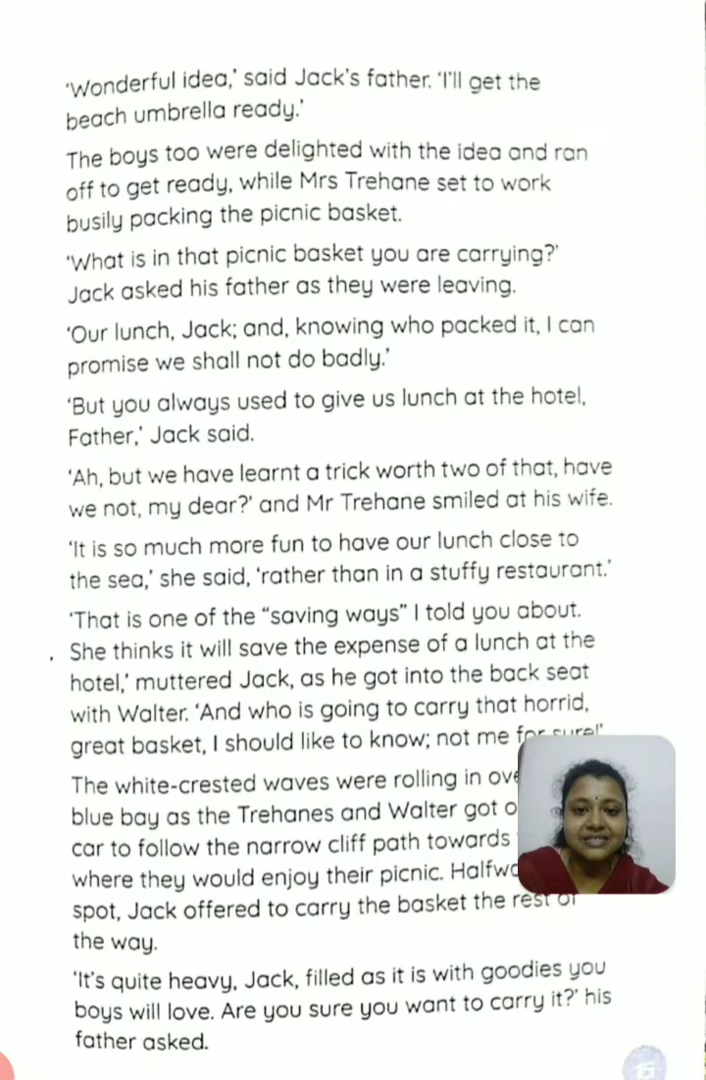 ‘Wonderful idea,’ said Jack’s father. ‘I’ll get the
beach umbrella ready.’
The boys too were delighted with the idea and ran
off to get ready, while Mrs Trehane set to work
busily packing the picnic basket.
‘What is in that picnic basket you are carrying?’
Jack asked his father as they were leaving.
‘Our lunch, Jack; and, knowing who packed it, I can
promise we shall not do badly.’
‘But you always used to give us lunch at the hotel,
Father,’ Jack said.
‘Ah, but we have learnt a trick worth two of that, have
we not, my dear?’ and Mr Trehane smiled at his wife.
‘It is so much more fun to have our lunch close to
the sea,’ she said, ‘rather than in a stuffy restaurant.’
‘That is one of the “saving ways” I told you about.
She thinks it will save the expense of a lunch at the
hotel,’ muttered Jack, as he got into the back seat
with Walter. ‘And who is going to carry that horrid,
great basket, I should like to know; not me for sure!’
The white-crested waves were rolling in
blue bay as the Trehanes and Walter got
car to follow the narrow cliff path towards
where they would enjoy their picnic.
spot, Jack offered to carry the basket the rest of
the way.
‘It’s quite heavy, Jack, filled as it is with goodies you
boys will love. Are you sure you want to carry it?’ his
father asked.
15